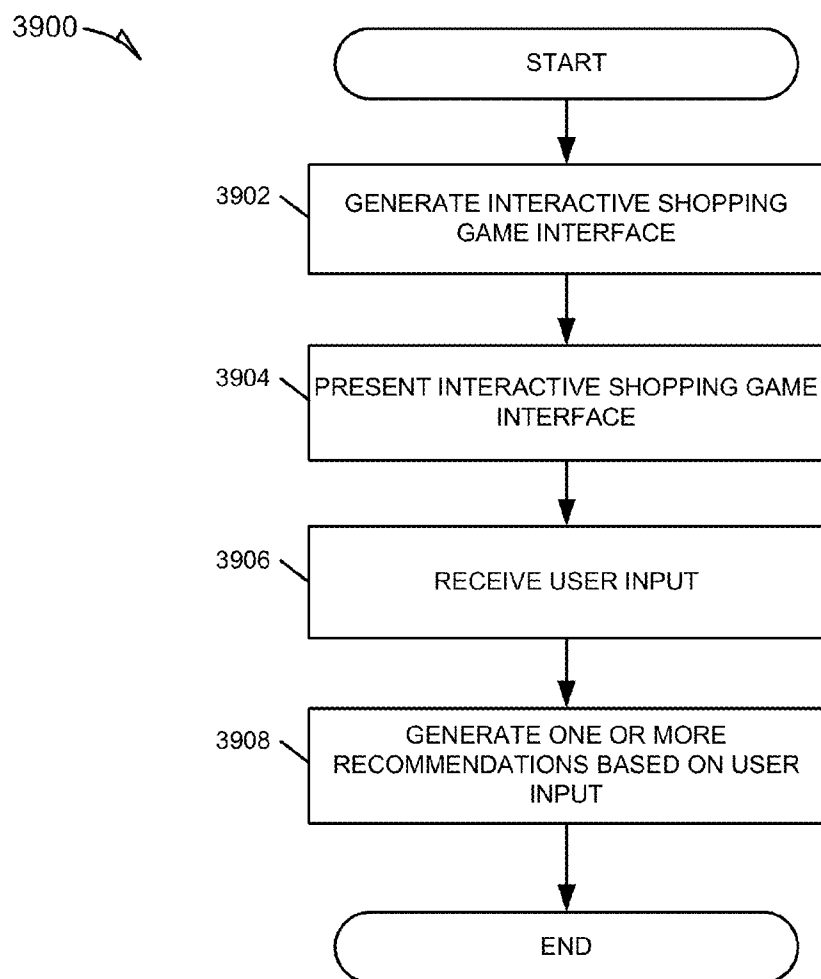 3900
START
3902
GENERATE INTERACTIVE SHOPPING
GAME INTERFACE
3904
PRESENT INTERACTIVE SHOPPING GAME
INTERFACE
3906
RECEIVE USER INPUT
3908
GENERATE ONE OR MORE
RECOMMENDATIONS BASED ON USER
INPUT
END